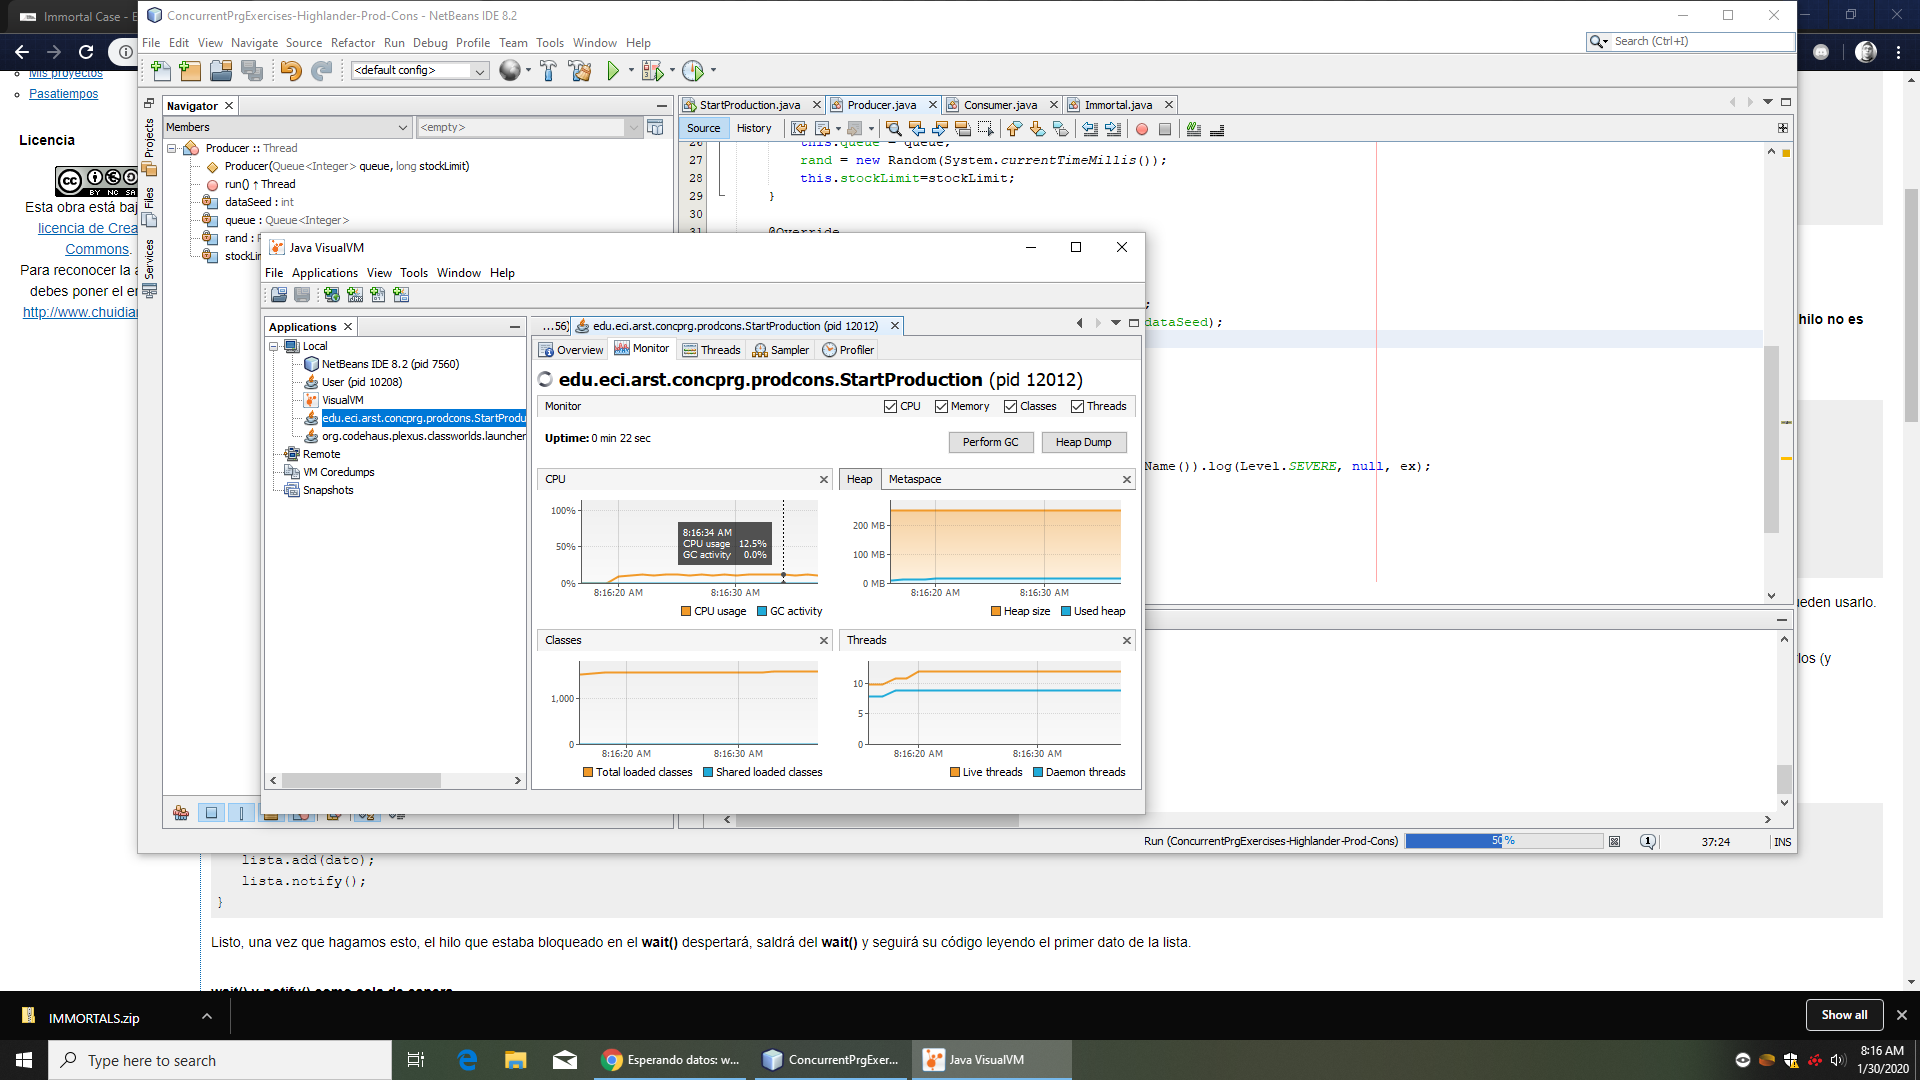 Immortal Case - E
ConcurrentPrgExercises-Highlander-Prod-Cons - NetBeans IDE 8.2
File Edit View Navigate Source Refactor Run Debug Profile Team Tools Window Help
Search (Ctrl+I)
<default config>
Mis proyectos
Pasatiempos
Licencia
BY NC SA
Esta obra está baj
licencia de Crea
Commons.
Para reconocer la a
debes poner el en
http://www.chuidian
Projects
Files
Services
Navigator
Members
<empty>
Producer :: Thread
Producer(Queue<Integer> queue, long stockLimit)
run() ↑ Thread
dataSeed : int
queue : Queue<Integer>
rand :
stockLim
StartProduction.java Producer.java Consumer.java Immortal.java
Source History
26 this.queue = queue;
27 rand = new Random(System.currentTimeMillis());
28 this.stockLimit=stockLimit;
29 }
30
31 @Override
;
dataSeed);
Name()).log(Level.SEVERE, null, ex);
Java VisualVM
File Applications View Tools Window Help
Applications
Local
NetBeans IDE 8.2 (pid 7560)
User (pid 10208)
VisualVM
edu.eci.arst.concprg.prodcons.StartProdu
org.codehaus.plexus.classworlds.launcher
Remote
VM Coredumps
Snapshots
...56) edu.eci.arst.concprg.prodcons.StartProduction (pid 12012)
Overview Monitor Threads Sampler Profiler
edu.eci.arst.concprg.prodcons.StartProduction (pid 12012)
Monitor CPU Memory Classes Threads
Uptime: 0 min 22 sec
Perform GC Heap Dump
CPU
100%
50%
0%
8:16:34 AM
CPU usage 12.5%
GC activity 0.0%
8:16:20 AM 8:16:30 AM
CPU usage GC activity
Heap Metaspace
200 MB
100 MB
0 MB
8:16:20 AM 8:16:30 AM
Heap size Used heap
Classes
1,000
0
8:16:20 AM 8:16:30 AM
Total loaded classes Shared loaded classes
Threads
10
5
0
8:16:20 AM 8:16:30 AM
Live threads Daemon threads
hilo no es
ueden usarlo.
los (y
Run (ConcurrentPrgExercises-Highlander-Prod-Cons) 50% 1 37:24 INS
lista.add(dato);
lista.notify();
}
Listo, una vez que hagamos esto, el hilo que estaba bloqueado en el wait() despertará, saldrá del wait() y seguirá su código leyendo el primer dato de la lista.
wait() y notify() como cola de espera
IMMORTALS.zip
Show all
Type here to search
Esperando datos: w...
ConcurrentPrgExer...
Java VisualVM
8:16 AM
1/30/2020